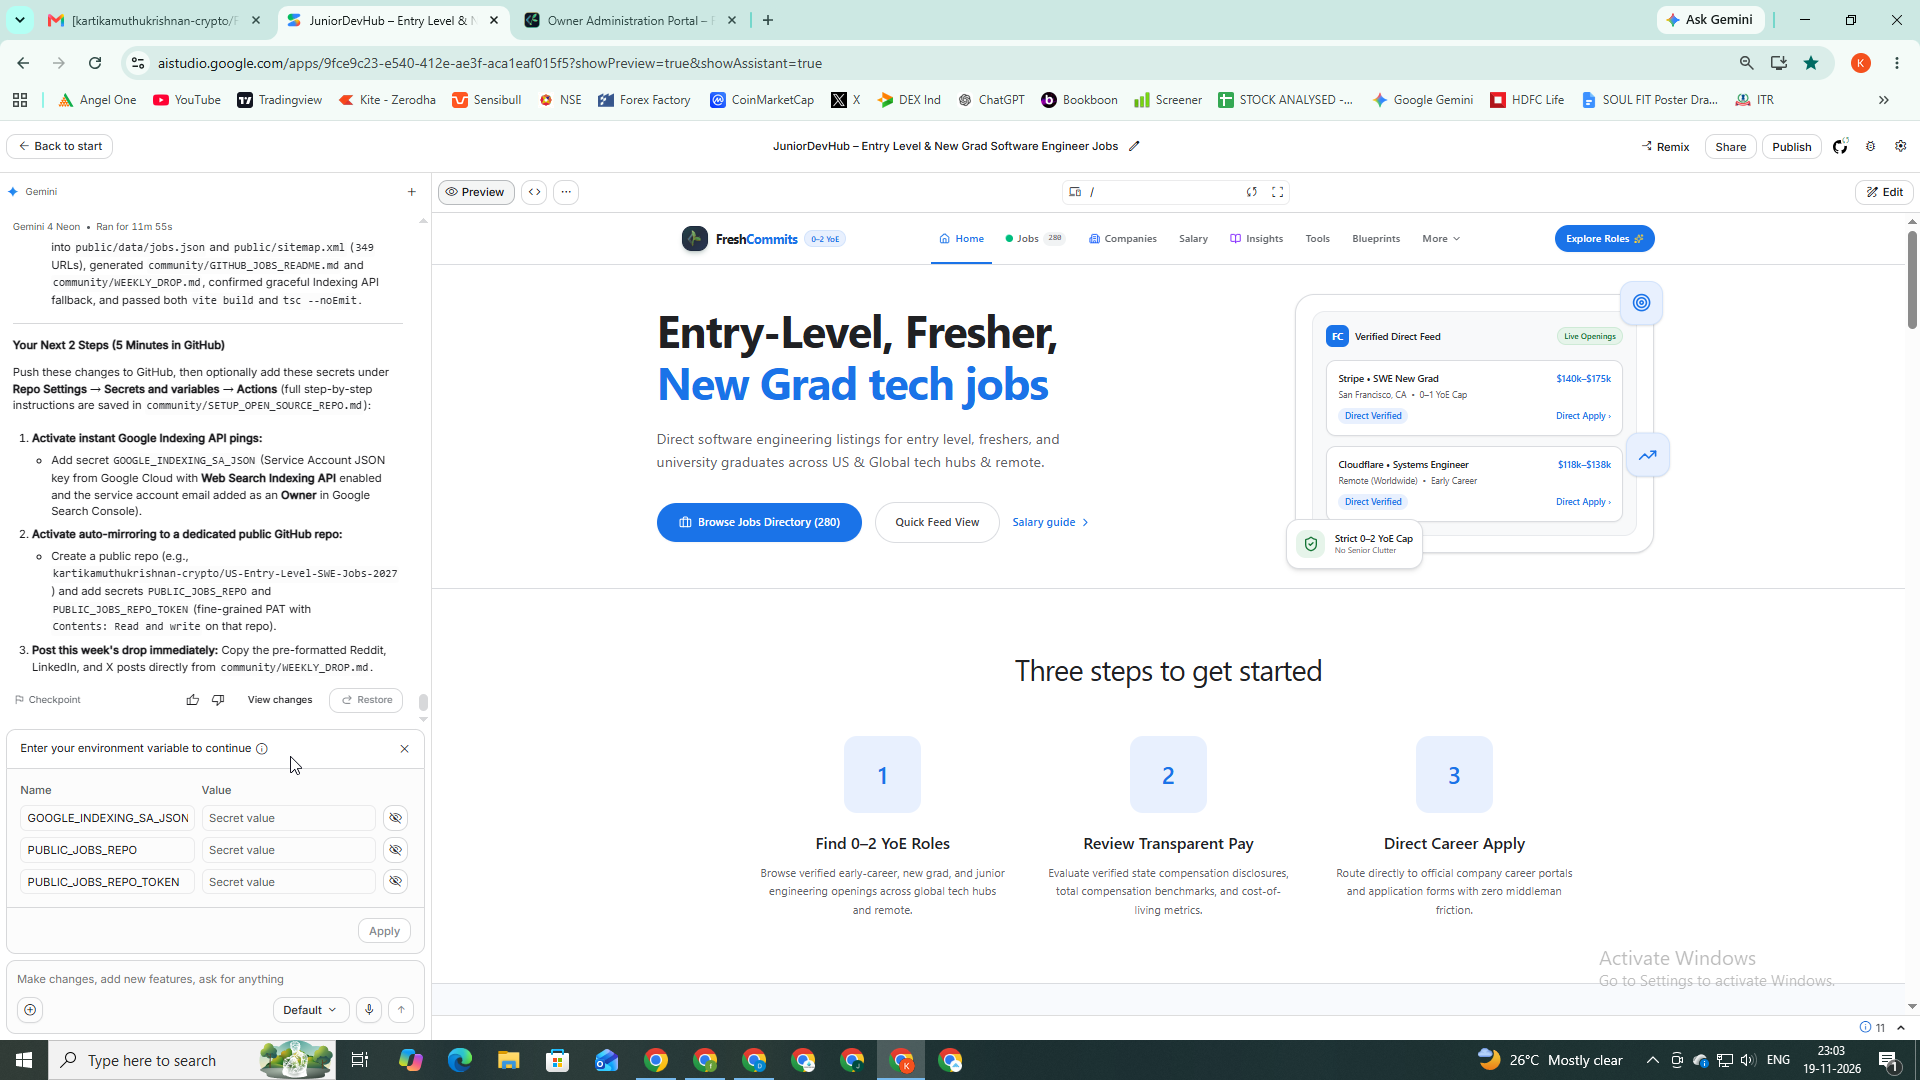 [kartikamuthukrishnan-crypto/F
JuniorDevHub – Entry Level & N
Owner Administration Portal –
Ask Gemini
aistudio.google.com/apps/9fce9c23-e540-412e-ae3f-aca1eaf015f5?showPreview=true&showAssistant=true
K
Angel One
YouTube
Tradingview
Kite - Zerodha
Sensibull
NSE
Forex Factory
CoinMarketCap
X
DEX Ind
ChatGPT
Bookboon
Screener
STOCK ANALYSED -...
Google Gemini
HDFC Life
SOUL FIT Poster Dra...
ITR
Back to start
JuniorDevHub – Entry Level & New Grad Software Engineer Jobs
Remix
Share
Publish
Gemini
Preview
/
Edit
Gemini 4 Neon • Ran for 11m 55s
into public/data/jobs.json and public/sitemap.xml (349
URLs), generated community/GITHUB_JOBS_README.md and
community/WEEKLY_DROP.md, confirmed graceful Indexing API
fallback, and passed both vite build and tsc --noEmit.
Your Next 2 Steps (5 Minutes in GitHub)
Push these changes to GitHub, then optionally add these secrets under
Repo Settings → Secrets and variables → Actions (full step-by-step
instructions are saved in community/SETUP_OPEN_SOURCE_REPO.md):
1. Activate instant Google Indexing API pings:
Add secret GOOGLE_INDEXING_SA_JSON (Service Account JSON
key from Google Cloud with Web Search Indexing API enabled
and the service account email added as an Owner in Google
Search Console).
2. Activate auto-mirroring to a dedicated public GitHub repo:
Create a public repo (e.g.,
kartikamuthukrishnan-crypto/US-Entry-Level-SWE-Jobs-2027
) and add secrets PUBLIC_JOBS_REPO and
PUBLIC_JOBS_REPO_TOKEN (fine-grained PAT with
Contents: Read and write on that repo).
3. Post this week's drop immediately: Copy the pre-formatted Reddit,
LinkedIn, and X posts directly from community/WEEKLY_DROP.md.
Checkpoint
View changes
Restore
Enter your environment variable to continue
Name
Value
GOOGLE_INDEXING_SA_JSON
Secret value
PUBLIC_JOBS_REPO
Secret value
PUBLIC_JOBS_REPO_TOKEN
Secret value
Apply
Make changes, add new features, ask for anything
Default
FreshCommits
0–2 YoE
Home
Jobs 280
Companies
Salary
Insights
Tools
Blueprints
More
Explore Roles
Entry-Level, Fresher,
New Grad tech jobs
Direct software engineering listings for entry level, freshers, and
university graduates across US & Global tech hubs & remote.
Browse Jobs Directory (280)
Quick Feed View
Salary guide
FC
Verified Direct Feed
Live Openings
Stripe • SWE New Grad
$140k–$175k
San Francisco, CA • 0–1 YoE Cap
Direct Verified
Direct Apply ›
Cloudflare • Systems Engineer
$118k–$138k
Remote (Worldwide) • Early Career
Direct Verified
Direct Apply ›
Strict 0–2 YoE Cap
No Senior Clutter
Three steps to get started
1
2
3
Find 0–2 YoE Roles
Review Transparent Pay
Direct Career Apply
Browse verified early-career, new grad, and junior
engineering openings across global tech hubs
and remote.
Evaluate verified state compensation disclosures,
total compensation benchmarks, and cost-of-
living metrics.
Route directly to official company career portals
and application forms with zero middleman
friction.
Activate Windows
Go to Settings to activate Windows.
11
Type here to search
26°C Mostly clear
ENG
23:03
19-11-2026
1